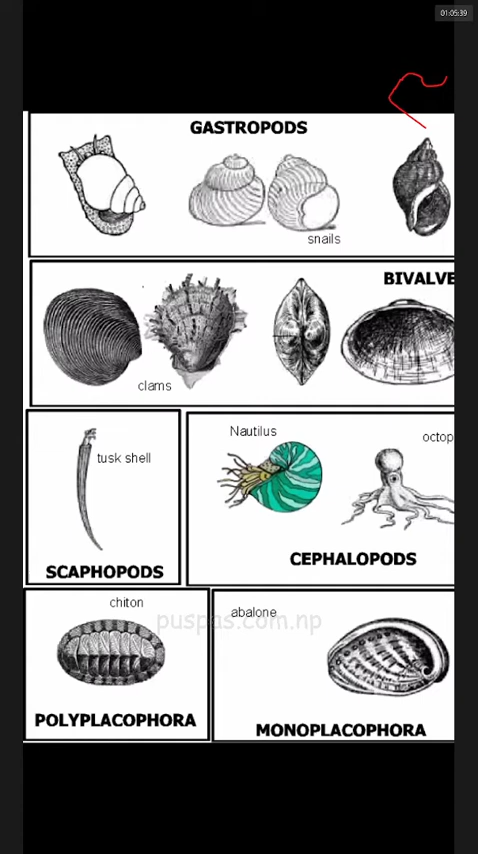 01:05:39
GASTROPODS
snails
BIVALVE
clams
Nautilus
octop
tusk shell
CEPHALOPODS
SCAPHOPODS
chiton
abalone
puspas.com.np
POLYPLACOPHORA
MONOPLACOPHORA